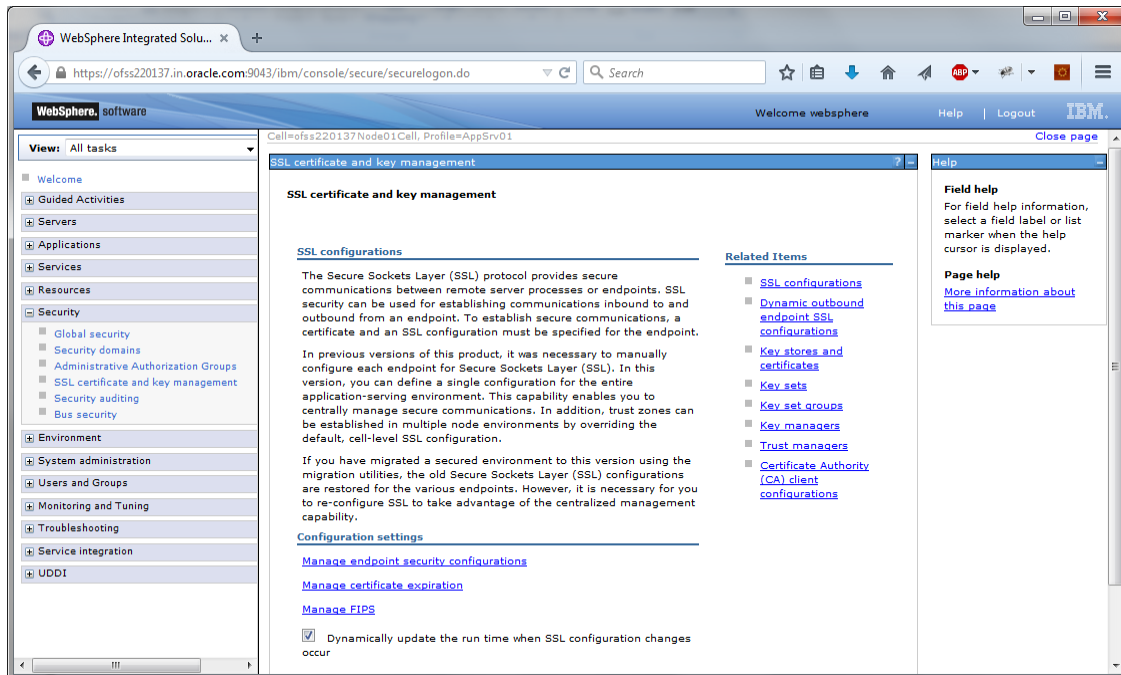 WebSphere Integrated Solu...
https://ofss220137.in.oracle.com:9043/ibm/console/secure/securelogon.do
Search
ABP
WebSphere. software
Welcome websphere
Help | Logout
IBM.
View: All tasks
Welcome
Guided Activities
Servers
Applications
Services
Resources
Security
Global security
Security domains
Administrative Authorization Groups
SSL certificate and key management
Security auditing
Bus security
Environment
System administration
Users and Groups
Monitoring and Tuning
Troubleshooting
Service integration
UDDI
Cell=ofss220137Node01Cell, Profile=AppSrv01
Close page
SSL certificate and key management
?
SSL certificate and key management
SSL configurations
The Secure Sockets Layer (SSL) protocol provides secure
communications between remote server processes or endpoints. SSL
security can be used for establishing communications inbound to and
outbound from an endpoint. To establish secure communications, a
certificate and an SSL configuration must be specified for the endpoint.
In previous versions of this product, it was necessary to manually
configure each endpoint for Secure Sockets Layer (SSL). In this
version, you can define a single configuration for the entire
application-serving environment. This capability enables you to
centrally manage secure communications. In addition, trust zones can
be established in multiple node environments by overriding the
default, cell-level SSL configuration.
If you have migrated a secured environment to this version using the
migration utilities, the old Secure Sockets Layer (SSL) configurations
are restored for the various endpoints. However, it is necessary for you
to re-configure SSL to take advantage of the centralized management
capability.
Configuration settings
Manage endpoint security configurations
Manage certificate expiration
Manage FIPS
Dynamically update the run time when SSL configuration changes
occur
Related Items
SSL configurations
Dynamic outbound
endpoint SSL
configurations
Key stores and
certificates
Key sets
Key set groups
Key managers
Trust managers
Certificate Authority
(CA) client
configurations
Help
Field help
For field help information,
select a field label or list
marker when the help
cursor is displayed.
Page help
More information about
this page